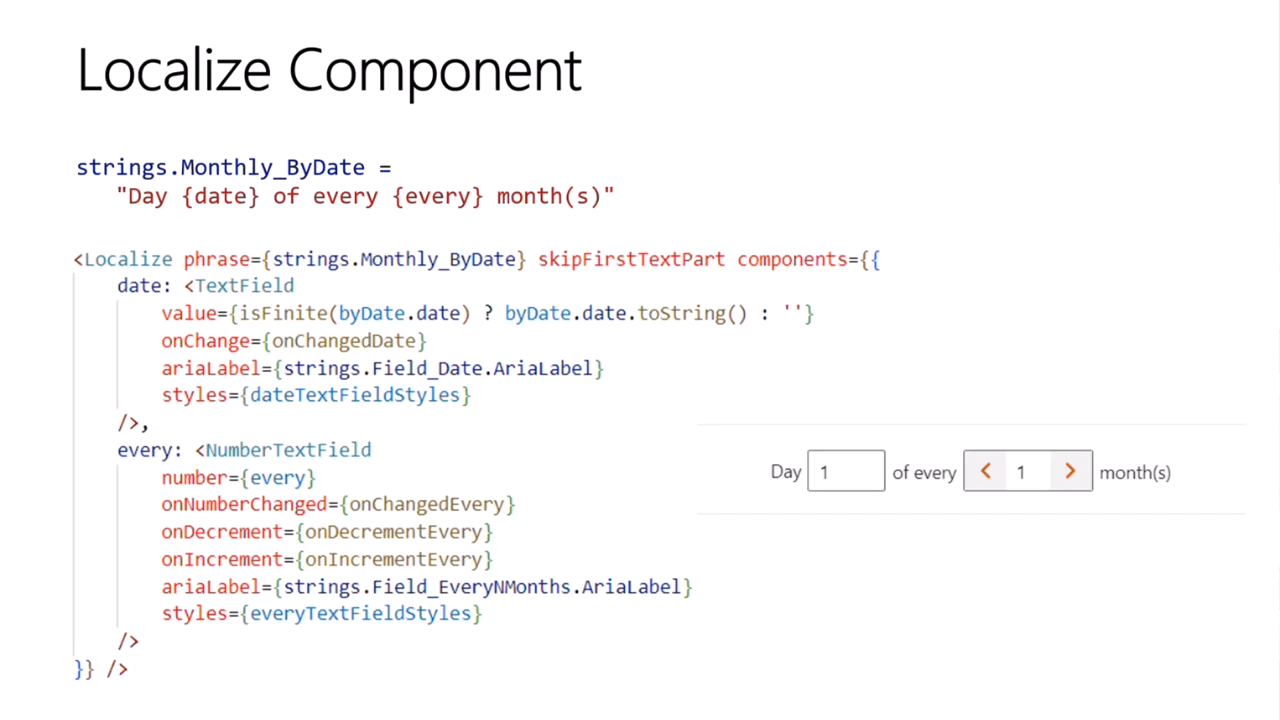 Localize Component
strings.Monthly_ByDate =
"Day {date} of every {every} month(s)"
<Localize phrase={strings.Monthly_ByDate} skipFirstTextPart components={{
date: <TextField
value={isFinite(byDate.date) ? byDate.date.toString() : ''}
onChange={onChangedDate}
ariaLabel={strings.Field_Date.AriaLabel}
styles={dateTextFieldStyles}
/>,
every: <NumberTextField
number={every}
onNumberChanged={onChangedEvery}
onDecrement={onDecrementEvery}
onIncrement={onIncrementEvery}
ariaLabel={strings.Field_EveryNMonths.AriaLabel}
styles={everyTextFieldStyles}
/>
}} />
Day 1 of every < 1 > month(s)